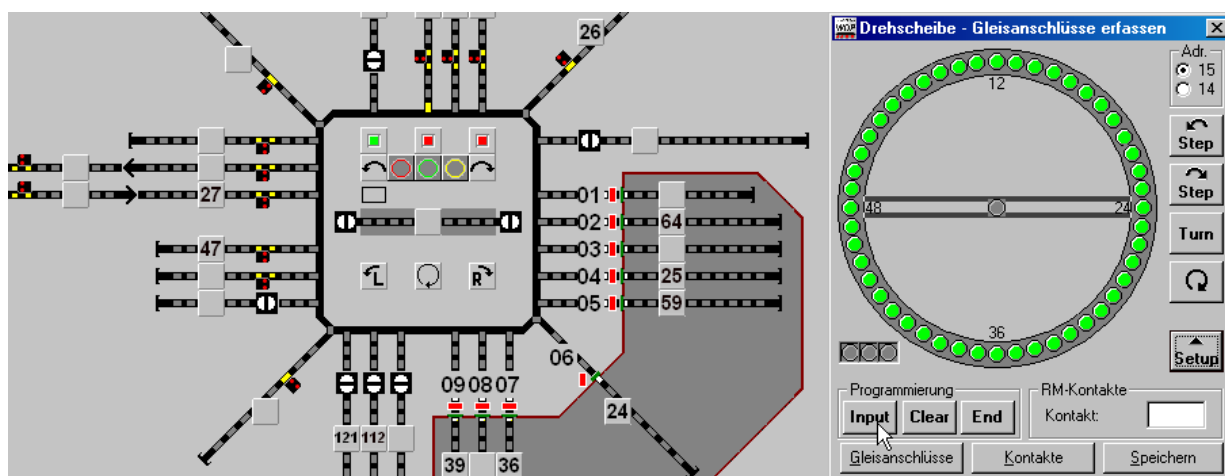 26
27
47
01
02
64
03
04
25
05
59
06
09
08
07
24
121
112
39
36
L
R
Drehscheibe - Gleisanschlüsse erfassen
Adr.
15
14
12
Step
Step
48
24
Turn
36
Setup
Programmierung
RM-Kontakte
Input
Clear
End
Kontakt:
Gleisanschlüsse
Kontakte
Speichern